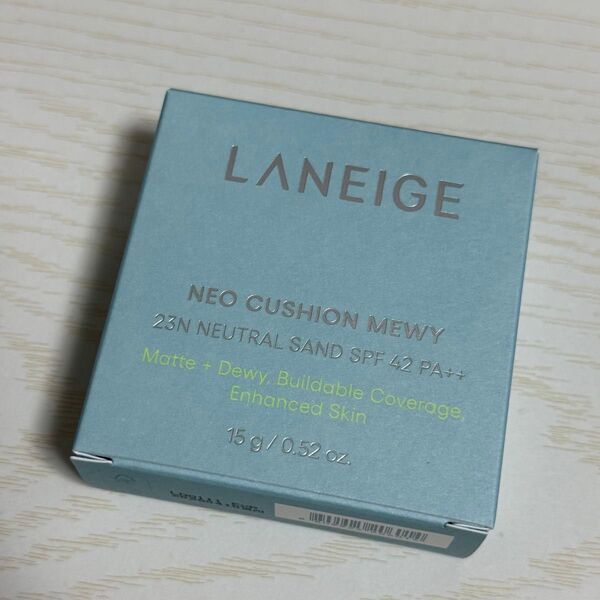 LANEIGE
NEO CUSHION MEWY
23N NEUTRAL SAND SPF 42 PA++
Matte + Dewy, Buildable Coverage,
Enhanced Skin
15 g / 0.52 oz.